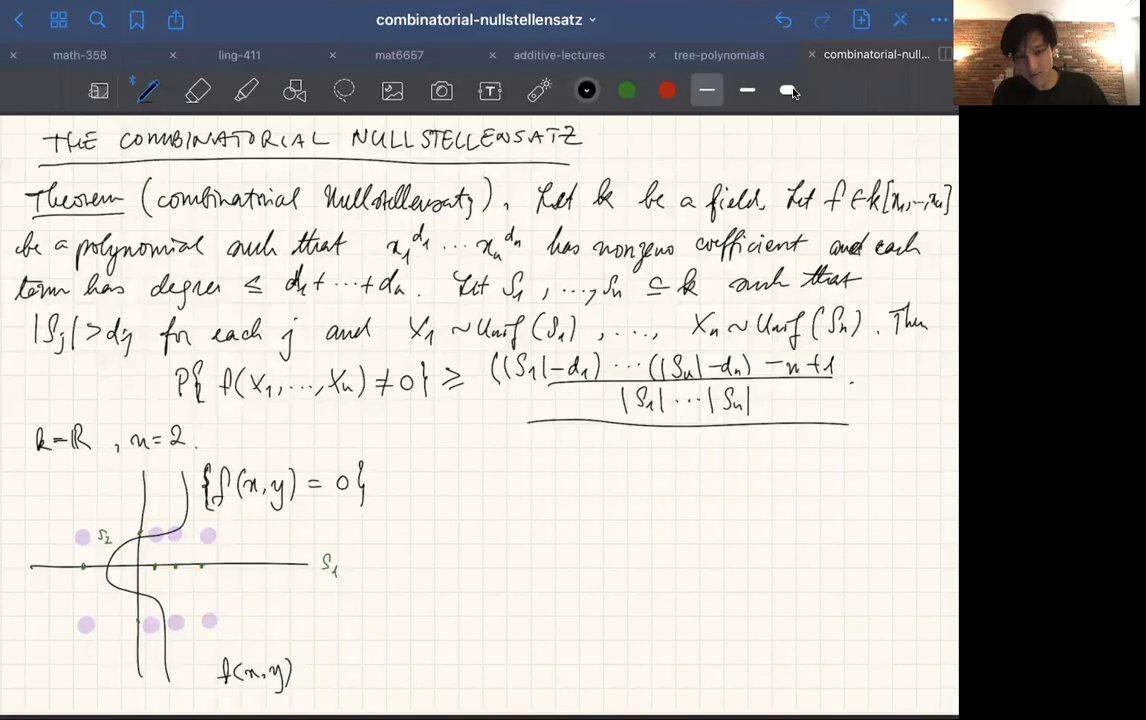 combinatorial-nullstellensatz
math-358 ling-411 mat6657 additive-lectures tree-polynomials combinatorial-null...
THE COMBINATORIAL NULLSTELLENSATZ
Theorem (combinatorial Nullstellensatz). Let k be a field. Let f ∈ k[x₁,...,xₙ]
be a polynomial such that x₁^d₁ ... xₙ^dₙ has nonzero coefficient and each
term has degree ≤ d₁+...+dₙ. Let S₁,...,Sₙ ⊆ k such that
|Sⱼ| > dⱼ for each j and X₁ ~ Unif(S₁), ...., Xₙ ~ Unif(Sₙ). Then
P{f(X₁,...,Xₙ) ≠ 0} ≥ ((|S₁|-d₁) ... (|Sₙ|-dₙ) - n+1) / (|S₁| ... |Sₙ|).
k=ℝ, n=2.
{f(x,y) = 0}
S₂
S₁
f(x,y)